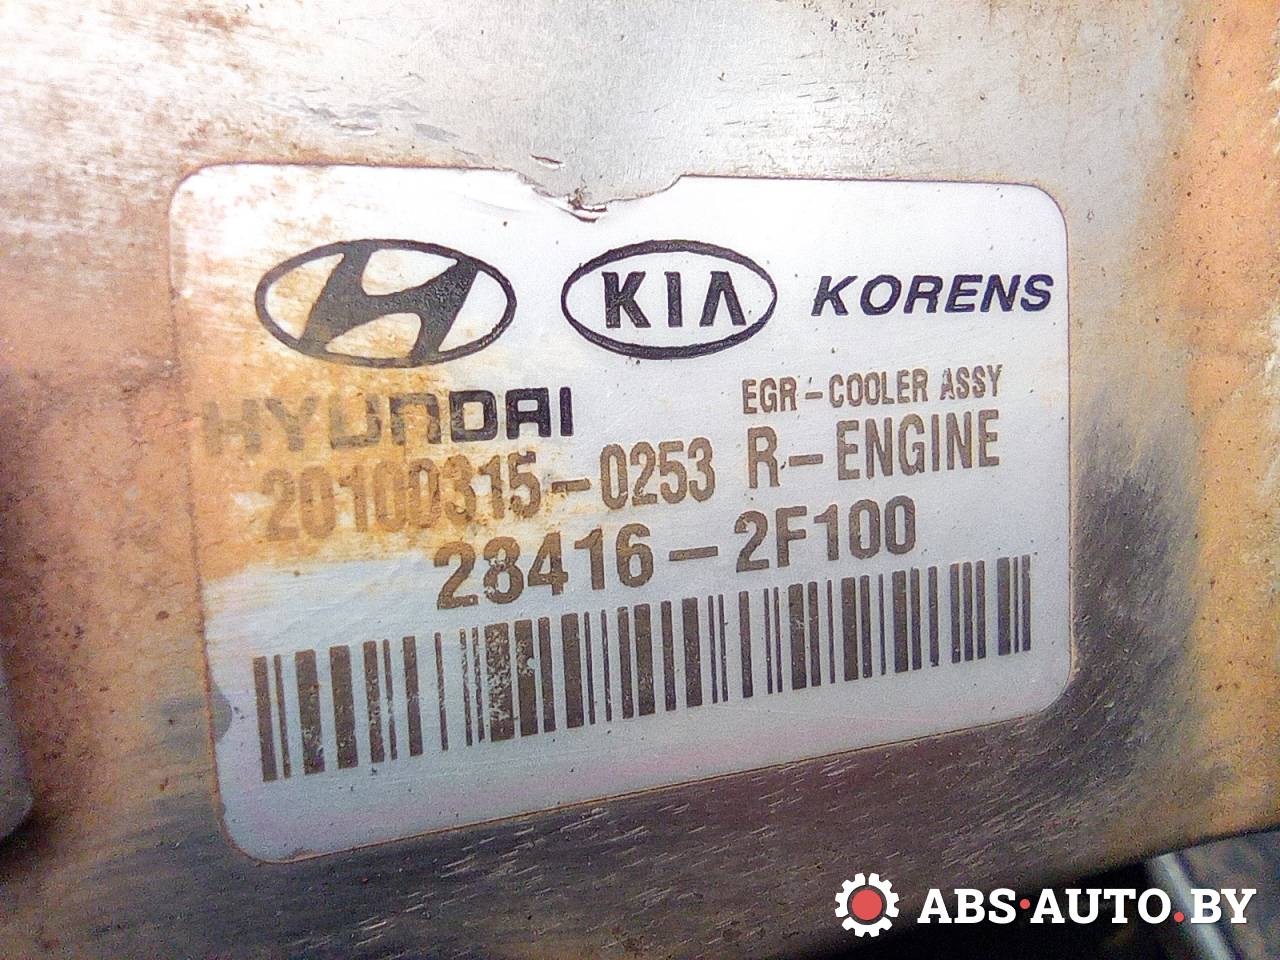 KIA KORENS
HYUNDAI EGR-COOLER ASSY
20100315-0253 R-ENGINE
28416-2F100
ABS·AUTO.BY